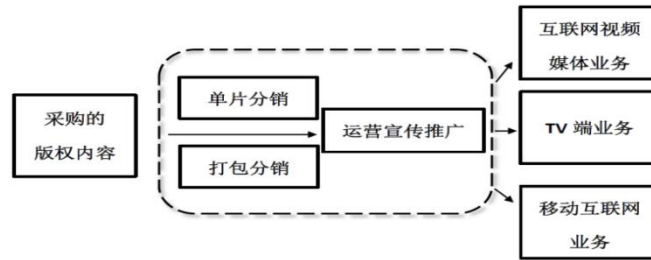 采购的
版权内容
单片分销
打包分销
运营宣传推广
互联网视频
媒体业务
TV 端业务
移动互联网
业务